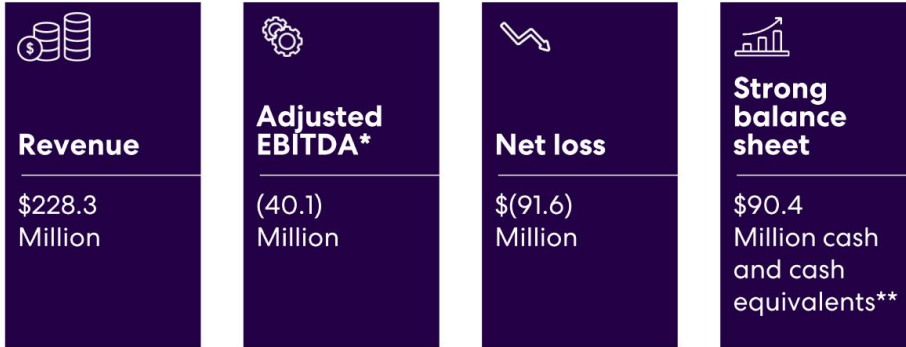 $
Revenue
$228.3
Million
Adjusted
EBITDA*
(40.1)
Million
Net loss
$(91.6)
Million
Strong
balance
sheet
$90.4
Million cash
and cash
equivalents**